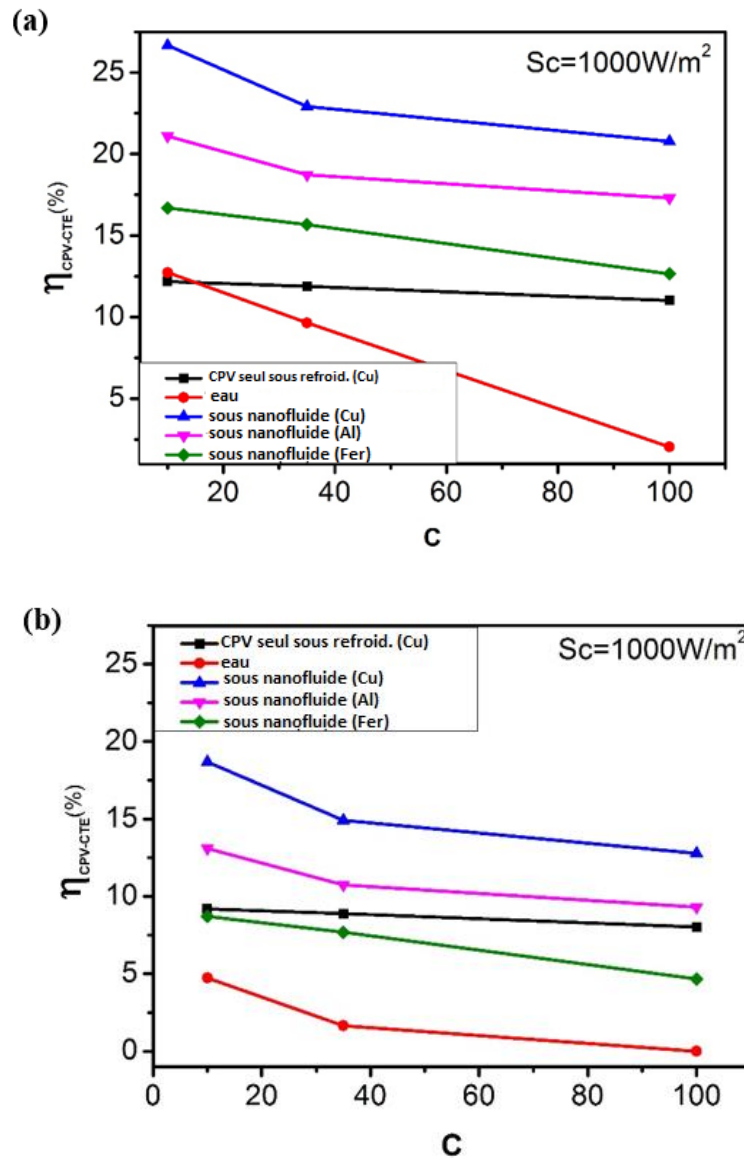 (a)
Sc=1000W/m²
25
20
15
10
5
ηCPV-CTE(%)
CPV seul sous refroid. (Cu)
eau
sous nanofluide (Cu)
sous nanofluide (Al)
sous nanofluide (Fer)
20 40 60 80 100
C
(b)
Sc=1000W/m²
CPV seul sous refroid. (Cu)
eau
sous nanofluide (Cu)
sous nanofluide (Al)
sous nanofluide (Fer)
25
20
15
10
5
0
ηCPV-CTE(%)
0 20 40 60 80 100
C